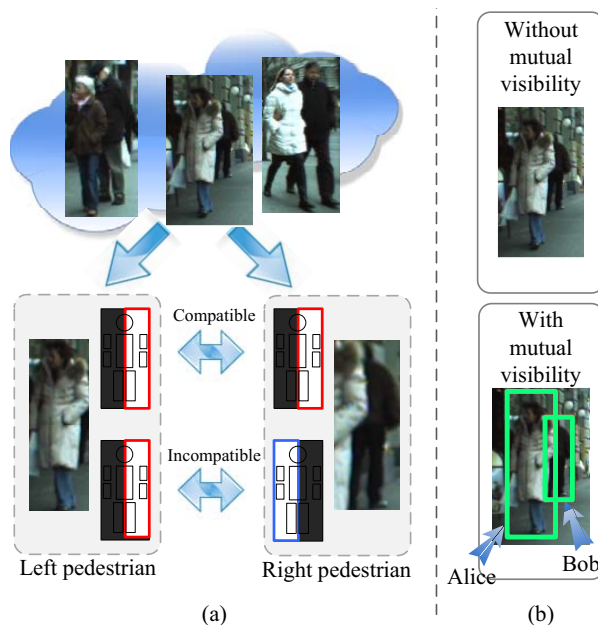 Compatible
Incompatible
Left pedestrian
Right pedestrian
(a)
Without
mutual
visibility
With
mutual
visibility
Alice
Bob
(b)